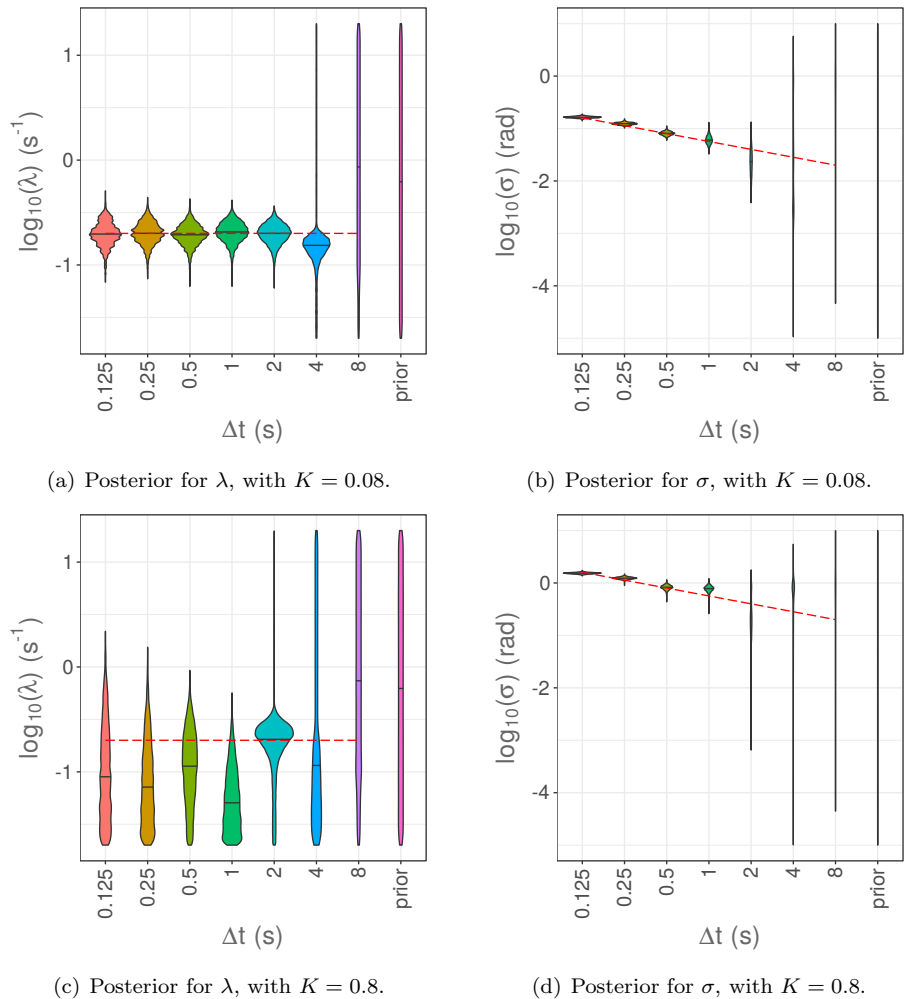 1
0
-1
log10(λ) (s-1)
0.125
0.25
0.5
1
2
4
8
prior
Δt (s)
(a) Posterior for λ, with K = 0.08.
0
-2
-4
log10(σ) (rad)
0.125
0.25
0.5
1
2
4
8
prior
Δt (s)
(b) Posterior for σ, with K = 0.08.
1
0
-1
log10(λ) (s-1)
0.125
0.25
0.5
1
2
4
8
prior
Δt (s)
(c) Posterior for λ, with K = 0.8.
0
-2
-4
log10(σ) (rad)
0.125
0.25
0.5
1
2
4
8
prior
Δt (s)
(d) Posterior for σ, with K = 0.8.